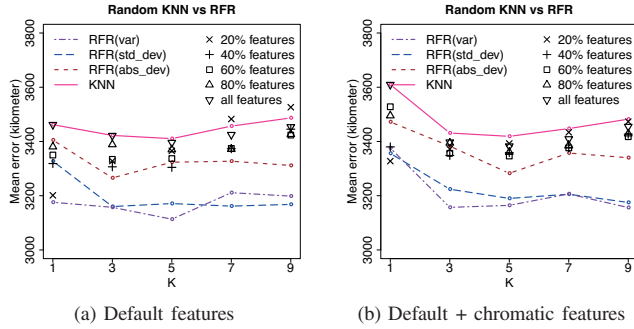 Random KNN vs RFR
Mean error (kilometer)
3800
3600
3400
3200
3000
RFR(var)
RFR(std_dev)
RFR(abs_dev)
KNN
20% features
40% features
60% features
80% features
all features
1 3 5 7 9
K
(a) Default features
Random KNN vs RFR
Mean error (kilometer)
3800
3600
3400
3200
3000
RFR(var)
RFR(std_dev)
RFR(abs_dev)
KNN
20% features
40% features
60% features
80% features
all features
1 3 5 7 9
K
(b) Default + chromatic features